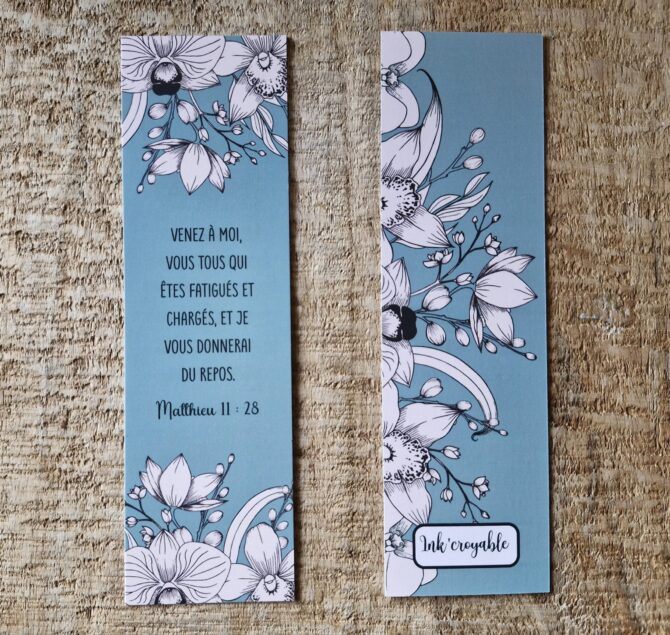 VENEZ À MOI,
VOUS TOUS QUI
ÊTES FATIGUÉS ET
CHARGÉS, ET JE
VOUS DONNERAI
DU REPOS.
Matthieu 11 : 28
Ink'croyable